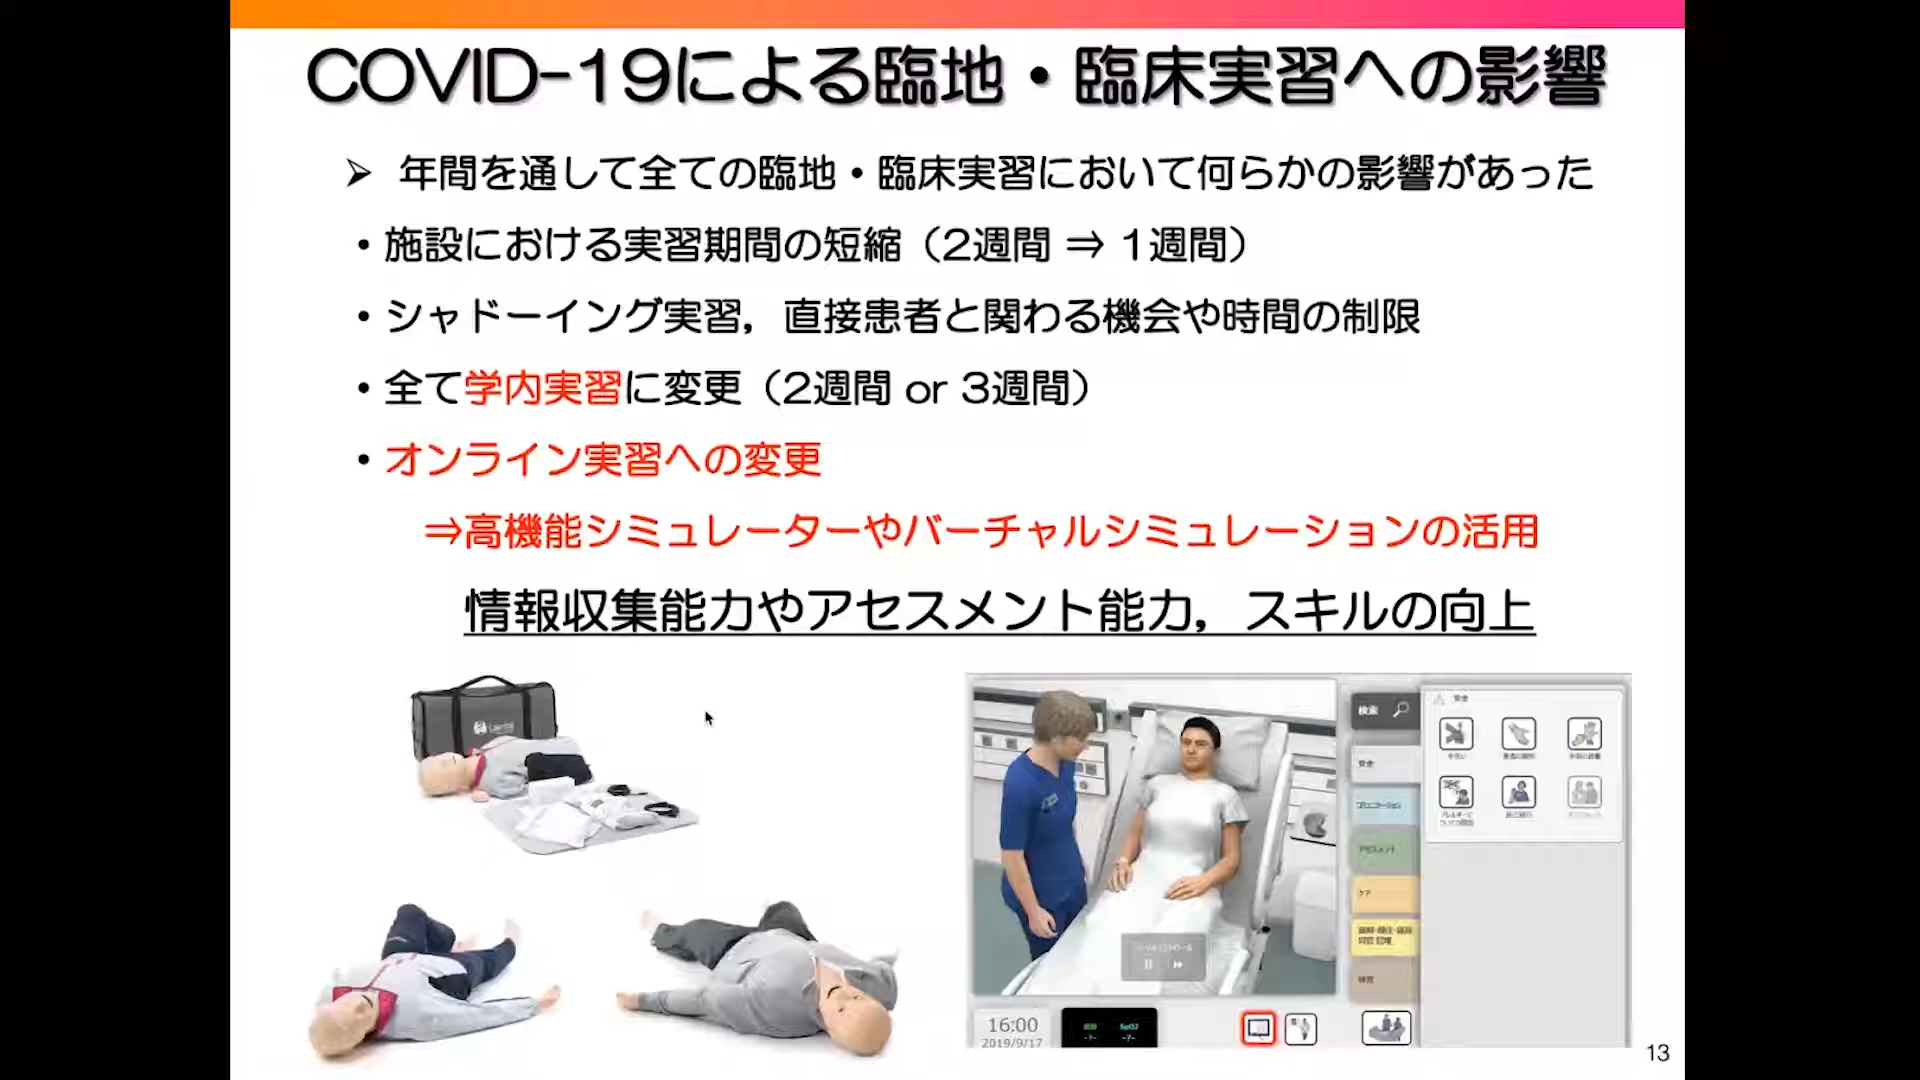 COVID-19による臨地・臨床実習への影響
➢ 年間を通して全ての臨地・臨床実習において何らかの影響があった
・施設における実習期間の短縮（2週間 ⇒ 1週間）
・シャドーイング実習，直接患者と関わる機会や時間の制限
・全て学内実習に変更（2週間 or 3週間）
・オンライン実習への変更
⇒高機能シミュレーターやバーチャルシミュレーションの活用
情報収集能力やアセスメント能力，スキルの向上
検索
安全
安全
コミュニケーション
アセスメント
ケア
検査
手洗い
16:00
2019/9/17
SpO2
-?-
-?-
13